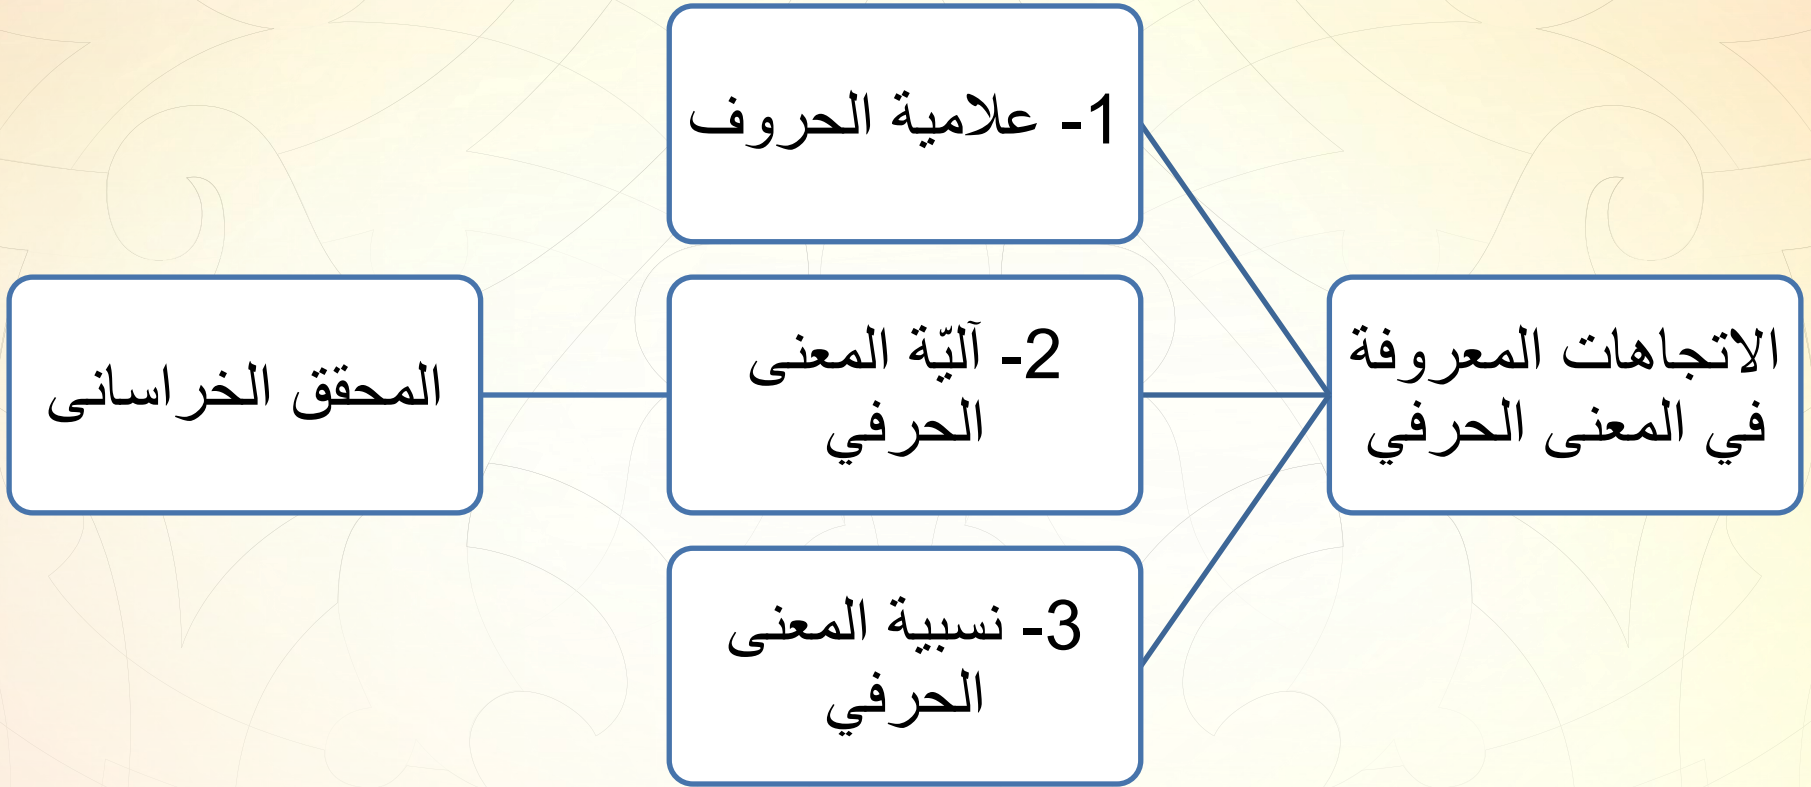 الاتجاهات المعروفة
في المعنى الحرفي
1- علامية الحروف
2- آليّة المعنى
الحرفي
3- نسبية المعنى
الحرفي
المحقق الخراسانى